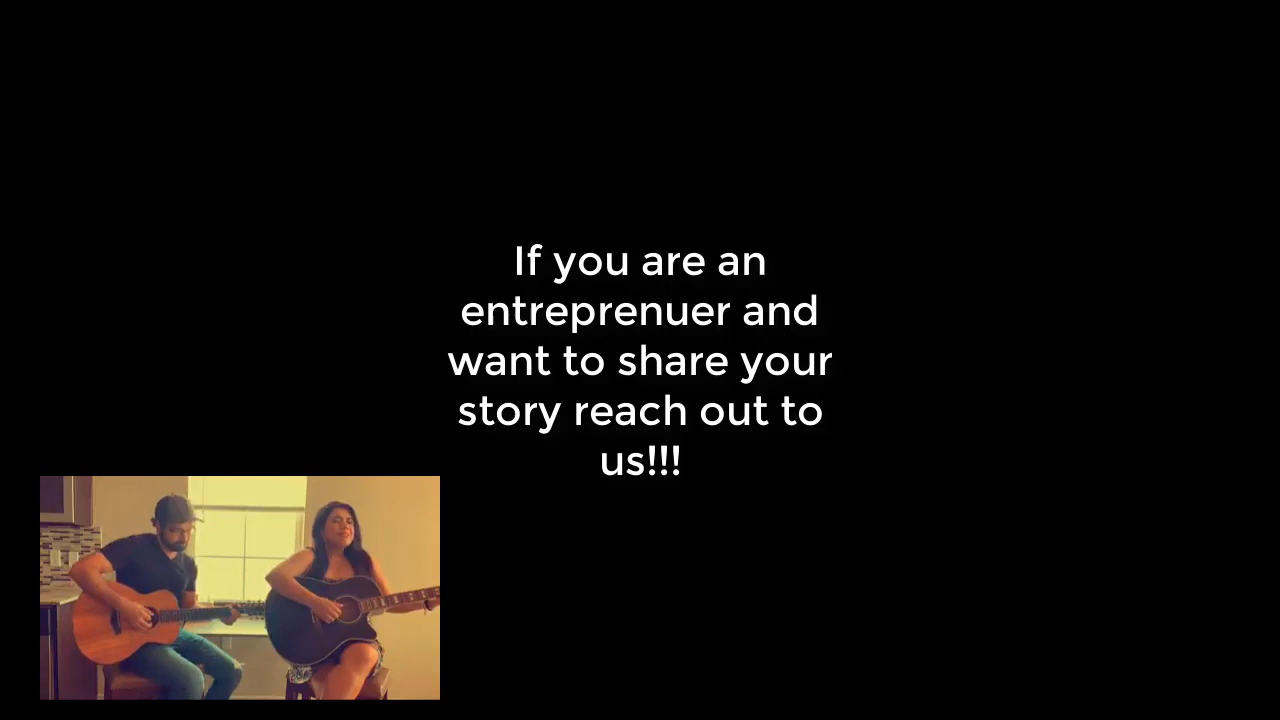 If you are an
entreprenuer and
want to share your
story reach out to
us!!!